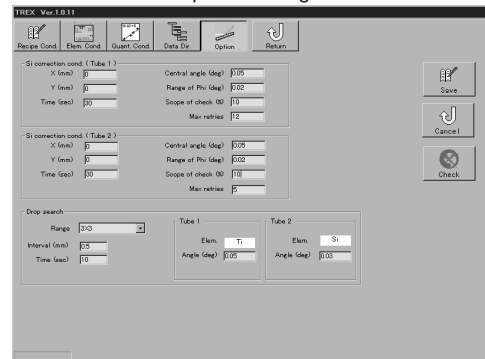 TREX Ver.1.0.11
Recipe Cond. Elem. Cond. Quant. Cond. Data Dir. Option Return
Si correction cond. ( Tube 1 )
X (mm) 0 Central angle (deg) 0.05
Y (mm) 0 Range of Phi (deg) 0.02
Time (sec) 30 Scope of check (%) 10
Max retries 12
Si correction cond. ( Tube 2 )
X (mm) 0 Central angle (deg) 0.05
Y (mm) 0 Range of Phi (deg) 0.02
Time (sec) 30 Scope of check (%) 10
Max retries 5
Drop search
Range 3X3
Interval (mm) 0.5
Time (sec) 10
Tube 1
Elem. Ti
Angle (deg) 0.05
Tube 2
Elem. Si
Angle (deg) 0.03
Save
Cancel
Check